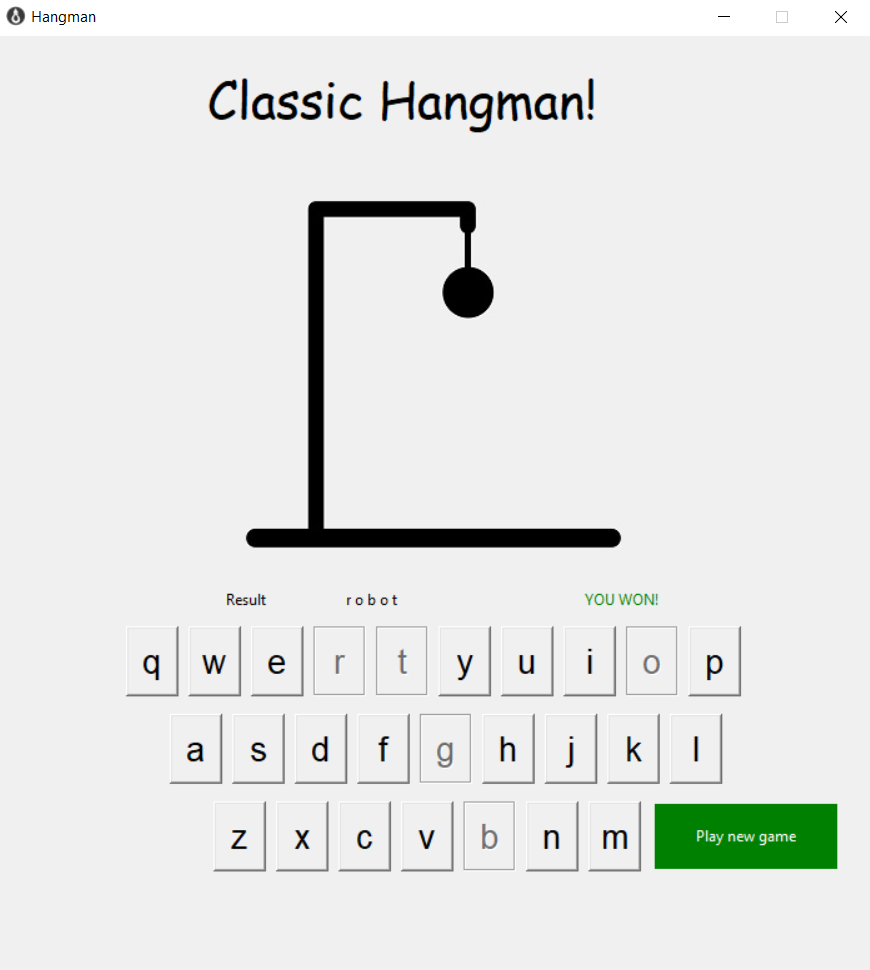 Hangman
Classic Hangman!
Result r o b o t YOU WON!
q w e r t y u i o p
a s d f g h j k l
z x c v b n m Play new game